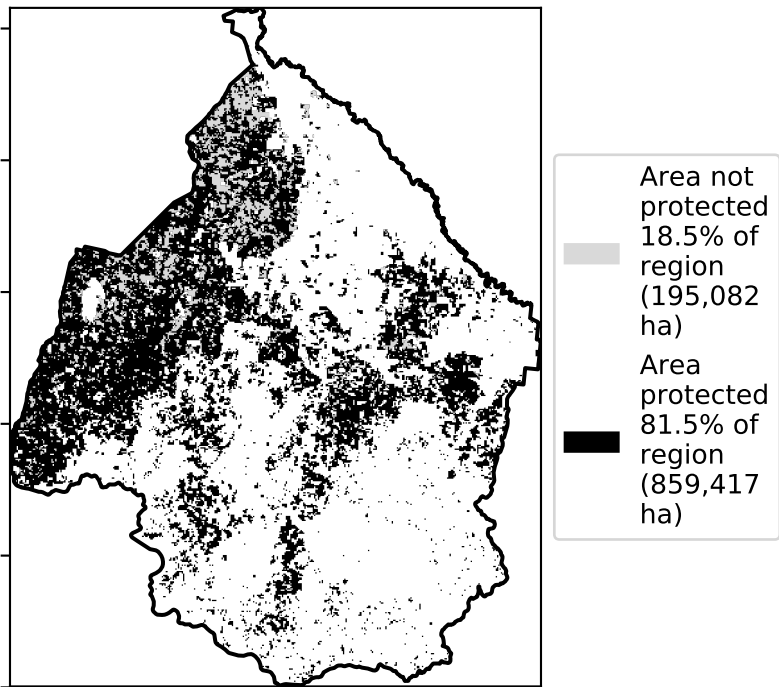 Area not
protected
18.5% of
region
(195,082
ha)
Area
protected
81.5% of
region
(859,417
ha)